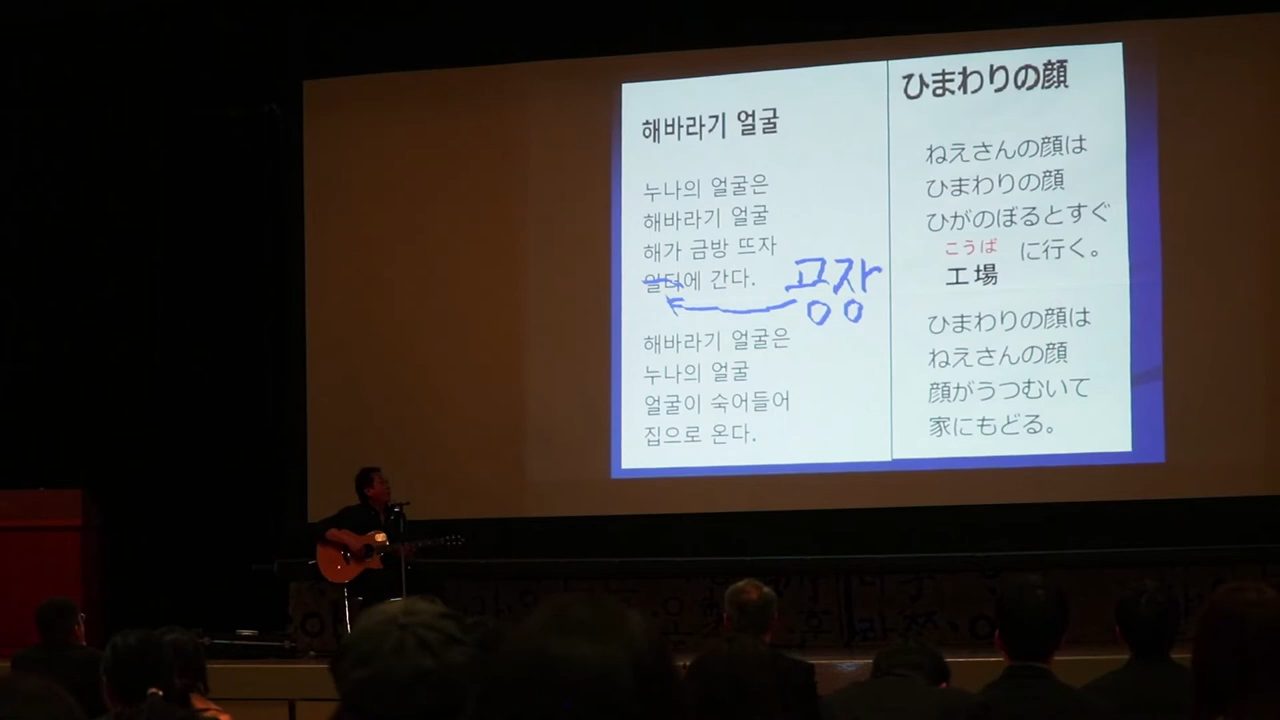 해바라기 얼굴
누나의 얼굴은
해바라기 얼굴
해가 금방 뜨자
일터에 간다.
공장
해바라기 얼굴은
누나의 얼굴
얼굴이 숙어들어
집으로 온다.
ひまわりの顔
ねえさんの顔は
ひまわりの顔
ひがのぼるとすぐ
こうば
工場 に行く。
ひまわりの顔は
ねえさんの顔
顔がうつむいて
家にもどる。